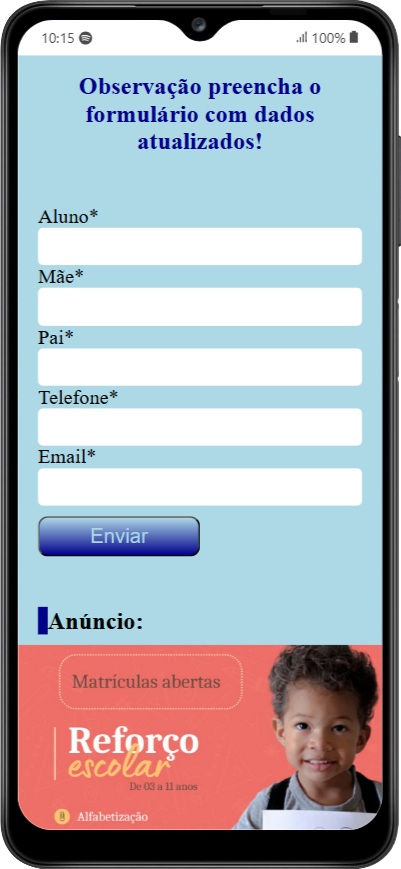 10:15
100%
Observação preencha o
formulário com dados
atualizados!
Aluno*
Mãe*
Pai*
Telefone*
Email*
Enviar
Anúncio:
Matrículas abertas
Reforço
escolar
De 03 a 11 anos
Alfabetização